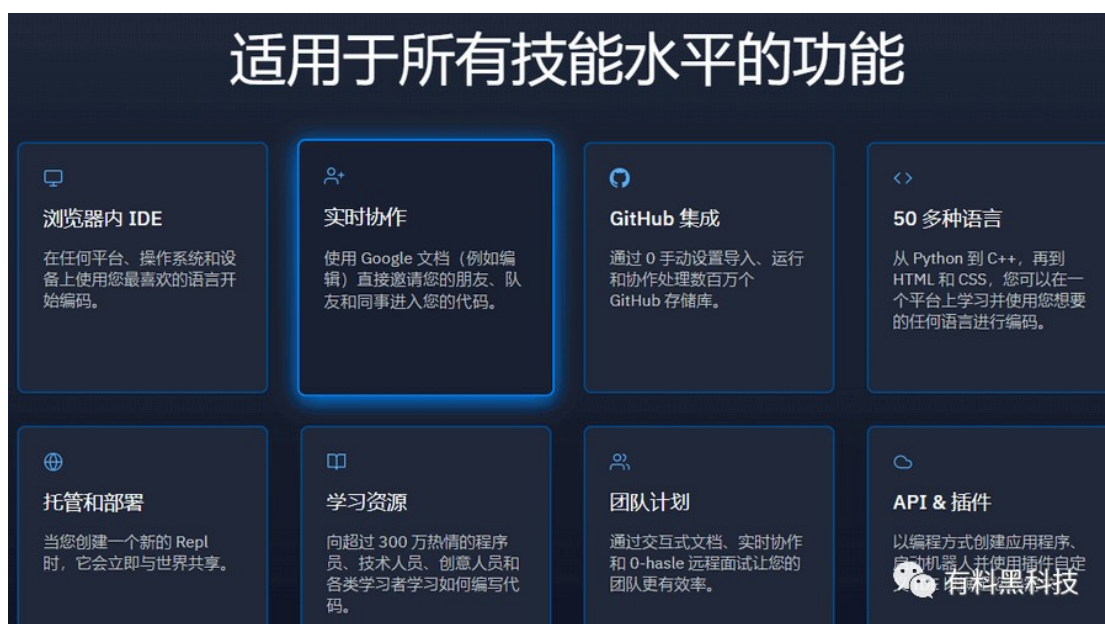 适用于所有技能水平的功能
浏览器内 IDE
在任何平台、操作系统和设
备上使用您最喜欢的语言开
始编码。
实时协作
使用 Google 文档（例如编
辑）直接邀请您的朋友、队
友和同事进入您的代码。
GitHub 集成
通过 0 手动设置导入、运行
和协作处理数百万个
GitHub 存储库。
50 多种语言
从 Python 到 C++，再到
HTML 和 CSS，您可以在一
个平台上学习并使用您想要
的任何语言进行编码。
托管和部署
当您创建一个新的 Repl
时，它会立即与世界共享。
学习资源
向超过 300 万热情的程序
员、技术人员、创意人员和
各类学习者学习如何编写代
码。
团队计划
通过交互式文档、实时协作
和 0-hasle 远程面试让您的
团队更有效率。
API & 插件
以编程方式创建应用程序、
启动机器人并使用插件自定
有料黑科技